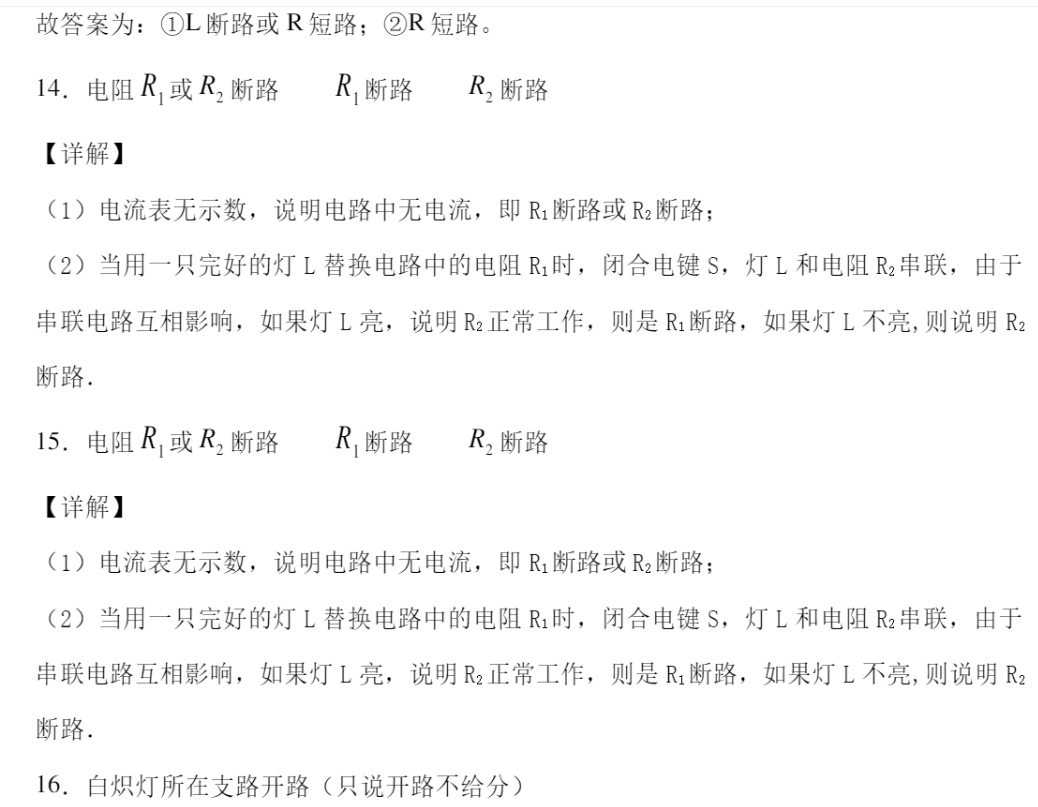 故答案为：①L 断路或 R 短路；②R 短路。
14．电阻 R₁ 或 R₂ 断路 R₁ 断路 R₂ 断路
【详解】
（1）电流表无示数，说明电路中无电流，即 R₁断路或 R₂断路；
（2）当用一只完好的灯 L 替换电路中的电阻 R₁时，闭合电键 S，灯 L 和电阻 R₂串联，由于
串联电路互相影响，如果灯 L 亮，说明 R₂正常工作，则是 R₁断路，如果灯 L 不亮,则说明 R₂
断路．
15．电阻 R₁ 或 R₂ 断路 R₁ 断路 R₂ 断路
【详解】
（1）电流表无示数，说明电路中无电流，即 R₁断路或 R₂断路；
（2）当用一只完好的灯 L 替换电路中的电阻 R₁时，闭合电键 S，灯 L 和电阻 R₂串联，由于
串联电路互相影响，如果灯 L 亮，说明 R₂正常工作，则是 R₁断路，如果灯 L 不亮,则说明 R₂
断路．
16．白炽灯所在支路开路（只说开路不给分）